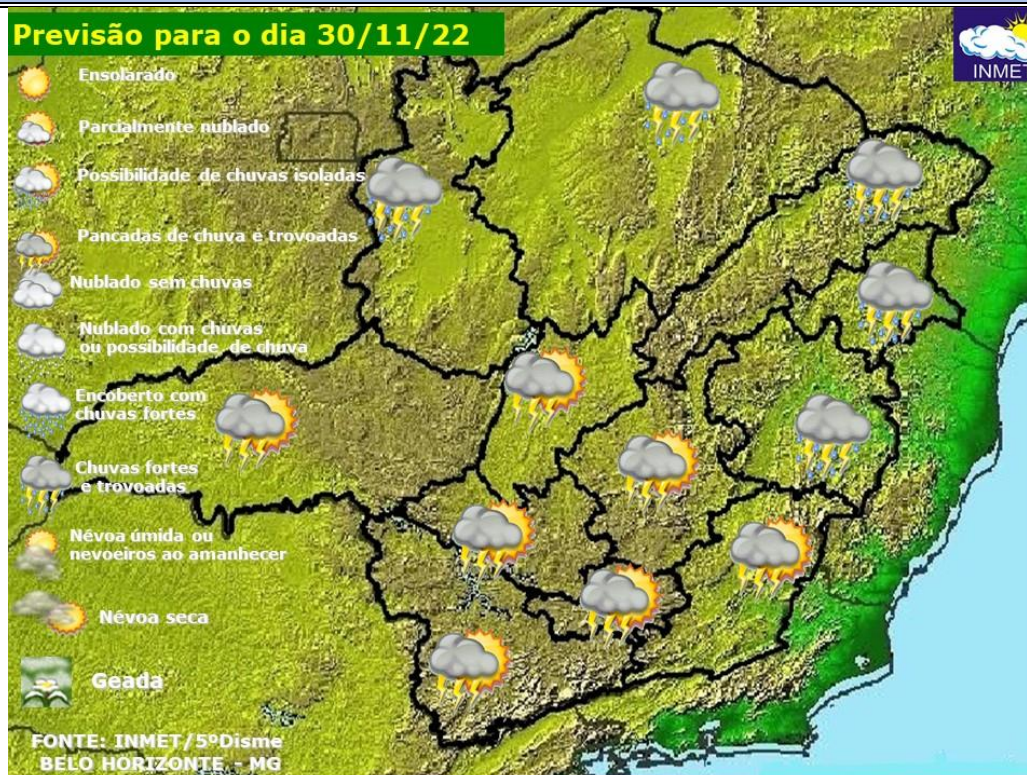 Previsão para o dia 30/11/22
INMET
Ensolarado
Parcialmente nublado
Possibilidade de chuvas isoladas
Pancadas de chuva e trovoadas
Nublado sem chuvas
Nublado com chuvas
ou possibilidade de chuva
Encoberto com
chuvas fortes
Chuvas fortes
e trovoadas
Névoa úmida ou
nevoeiros ao amanhecer
Névoa seca
Geada
FONTE: INMET/5ºDisme
BELO HORIZONTE - MG